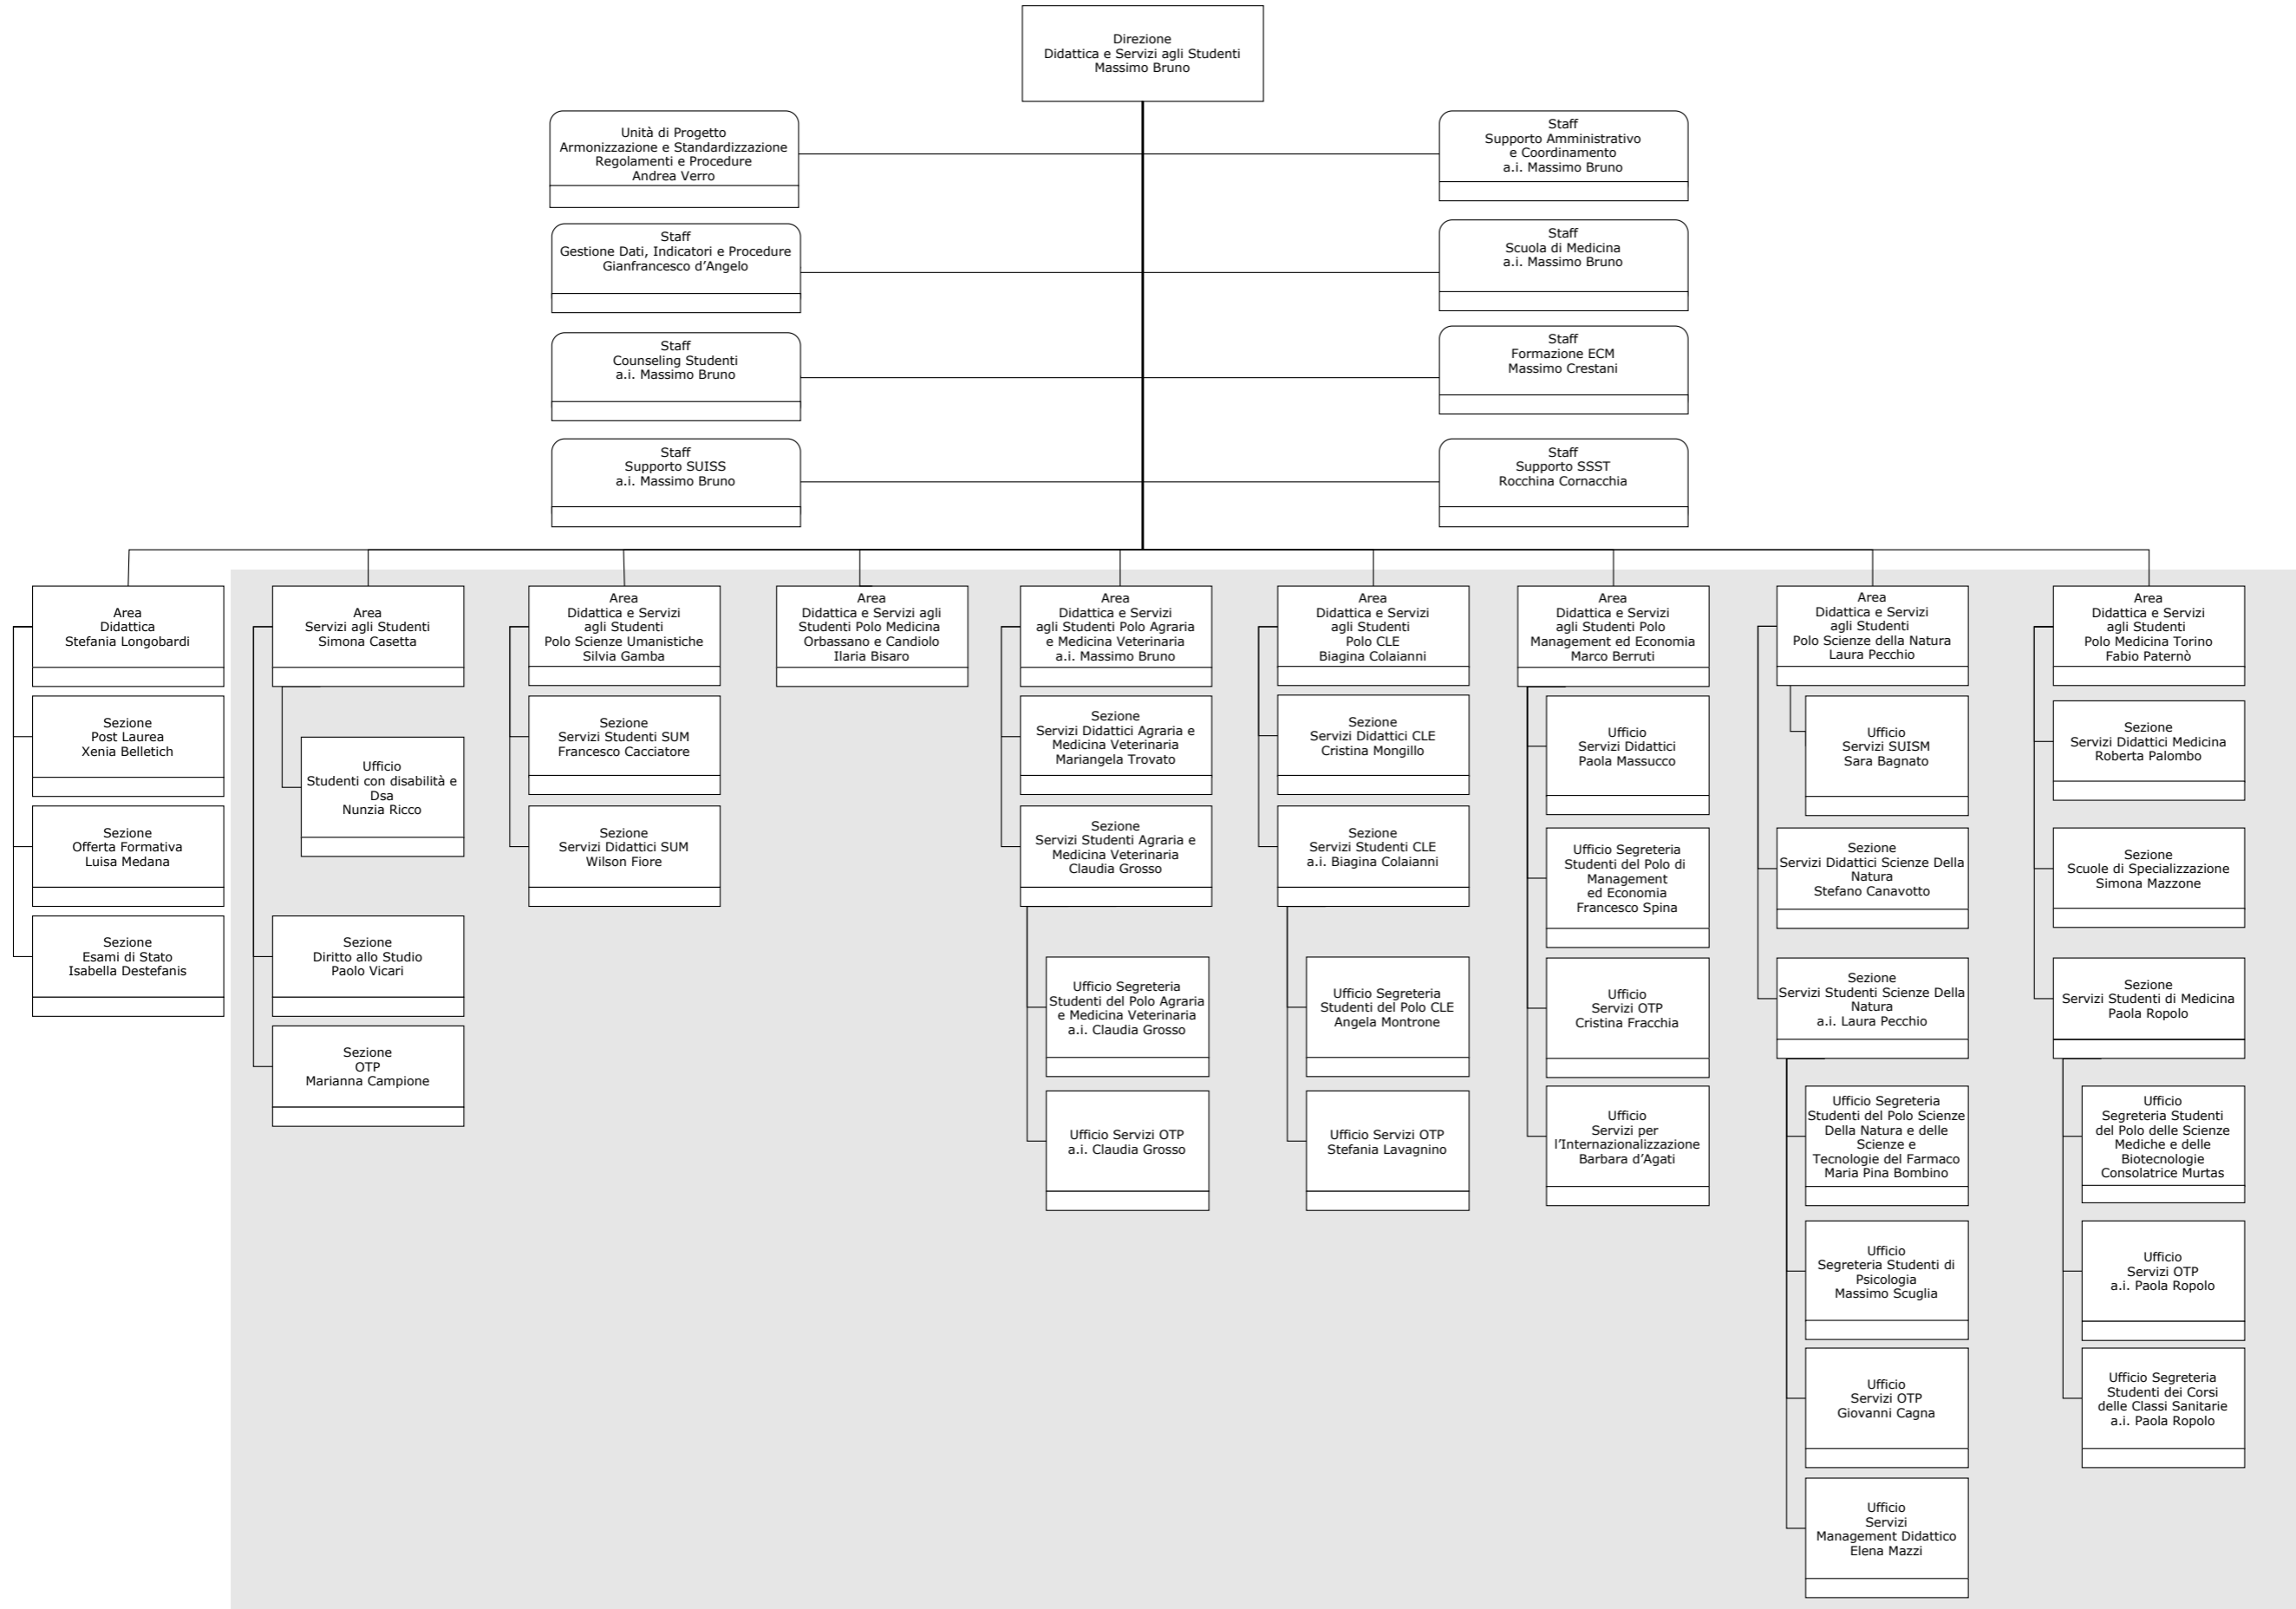 Direzione
Didattica e Servizi agli Studenti
Massimo Bruno
Unità di Progetto
Armonizzazione e Standardizzazione
Regolamenti e Procedure
Andrea Verro
Staff
Supporto Amministrativo
e Coordinamento
a.i. Massimo Bruno
Staff
Gestione Dati, Indicatori e Procedure
Gianfrancesco d’Angelo
Staff
Scuola di Medicina
a.i. Massimo Bruno
Staff
Counseling Studenti
a.i. Massimo Bruno
Staff
Formazione ECM
Massimo Crestani
Staff
Supporto SUISS
a.i. Massimo Bruno
Staff
Supporto SSST
Rocchina Cornacchia
Area
Didattica
Stefania Longobardi
Sezione
Post Laurea
Xenia Belletich
Sezione
Offerta Formativa
Luisa Medana
Sezione
Esami di Stato
Isabella Destefanis
Area
Servizi agli Studenti
Simona Casetta
Ufficio
Studenti con disabilità e
Dsa
Nunzia Ricco
Sezione
Diritto allo Studio
Paolo Vicari
Sezione
OTP
Marianna Campione
Area
Didattica e Servizi
agli Studenti
Polo Scienze Umanistiche
Silvia Gamba
Sezione
Servizi Studenti SUM
Francesco Cacciatore
Sezione
Servizi Didattici SUM
Wilson Fiore
Area
Didattica e Servizi agli
Studenti Polo Medicina
Orbassano e Candiolo
Ilaria Bisaro
Area
Didattica e Servizi
agli Studenti Polo Agraria
e Medicina Veterinaria
a.i. Massimo Bruno
Sezione
Servizi Didattici Agraria e
Medicina Veterinaria
Mariangela Trovato
Sezione
Servizi Studenti Agraria e
Medicina Veterinaria
Claudia Grosso
Ufficio Segreteria
Studenti del Polo Agraria
e Medicina Veterinaria
a.i. Claudia Grosso
Ufficio Servizi OTP
a.i. Claudia Grosso
Area
Didattica e Servizi
agli Studenti
Polo CLE
Biagina Colaianni
Sezione
Servizi Didattici CLE
Cristina Mongillo
Sezione
Servizi Studenti CLE
a.i. Biagina Colaianni
Ufficio Segreteria
Studenti del Polo CLE
Angela Montrone
Ufficio Servizi OTP
Stefania Lavagnino
Area
Didattica e Servizi
agli Studenti Polo
Management ed Economia
Marco Berruti
Ufficio
Servizi Didattici
Paola Massucco
Ufficio Segreteria
Studenti del Polo di
Management
ed Economia
Francesco Spina
Ufficio
Servizi OTP
Cristina Fracchia
Ufficio
Servizi per
l’Internazionalizzazione
Barbara d’Agati
Area
Didattica e Servizi
agli Studenti
Polo Scienze della Natura
Laura Pecchio
Ufficio
Servizi SUISM
Sara Bagnato
Sezione
Servizi Didattici Scienze Della
Natura
Stefano Canavotto
Sezione
Servizi Studenti Scienze Della
Natura
a.i. Laura Pecchio
Ufficio Segreteria
Studenti del Polo Scienze
Della Natura e delle
Scienze e
Tecnologie del Farmaco
Maria Pina Bombino
Ufficio
Segreteria Studenti di
Psicologia
Massimo Scuglia
Ufficio
Servizi OTP
Giovanni Cagna
Ufficio
Servizi
Management Didattico
Elena Mazzi
Area
Didattica e Servizi
agli Studenti
Polo Medicina Torino
Fabio Paternò
Sezione
Servizi Didattici Medicina
Roberta Palombo
Sezione
Scuole di Specializzazione
Simona Mazzone
Sezione
Servizi Studenti di Medicina
Paola Ropolo
Ufficio
Segreteria Studenti
del Polo delle Scienze
Mediche e delle
Biotecnologie
Consolatrice Murtas
Ufficio
Servizi OTP
a.i. Paola Ropolo
Ufficio Segreteria
Studenti dei Corsi
delle Classi Sanitarie
a.i. Paola Ropolo